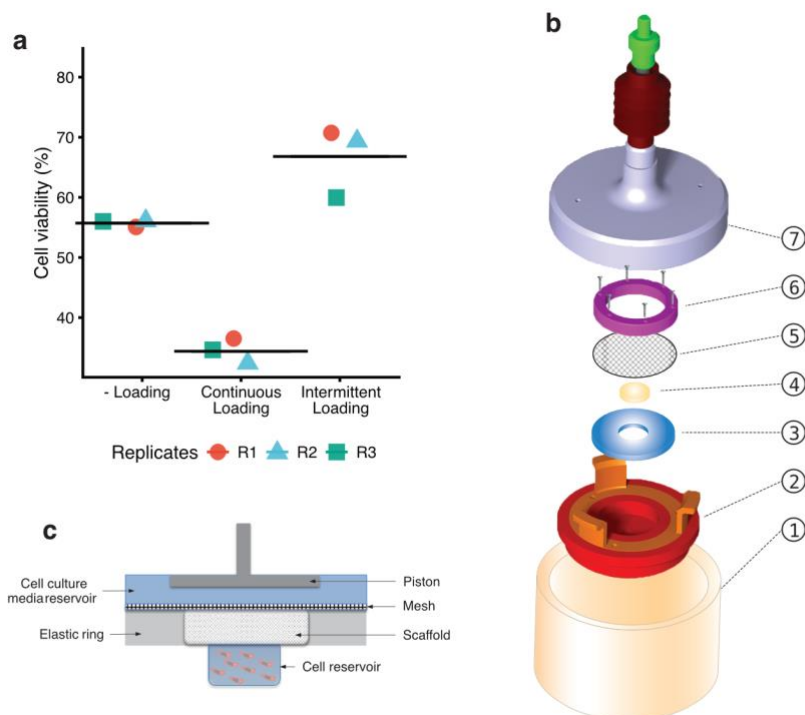 a
Cell viability (%)
80
70
60
50
40
- Loading
Continuous
Loading
Intermittent
Loading
Replicates R1 R2 R3
b
7
6
5
4
3
2
1
c
Cell culture
media reservoir
Elastic ring
Piston
Mesh
Scaffold
Cell reservoir